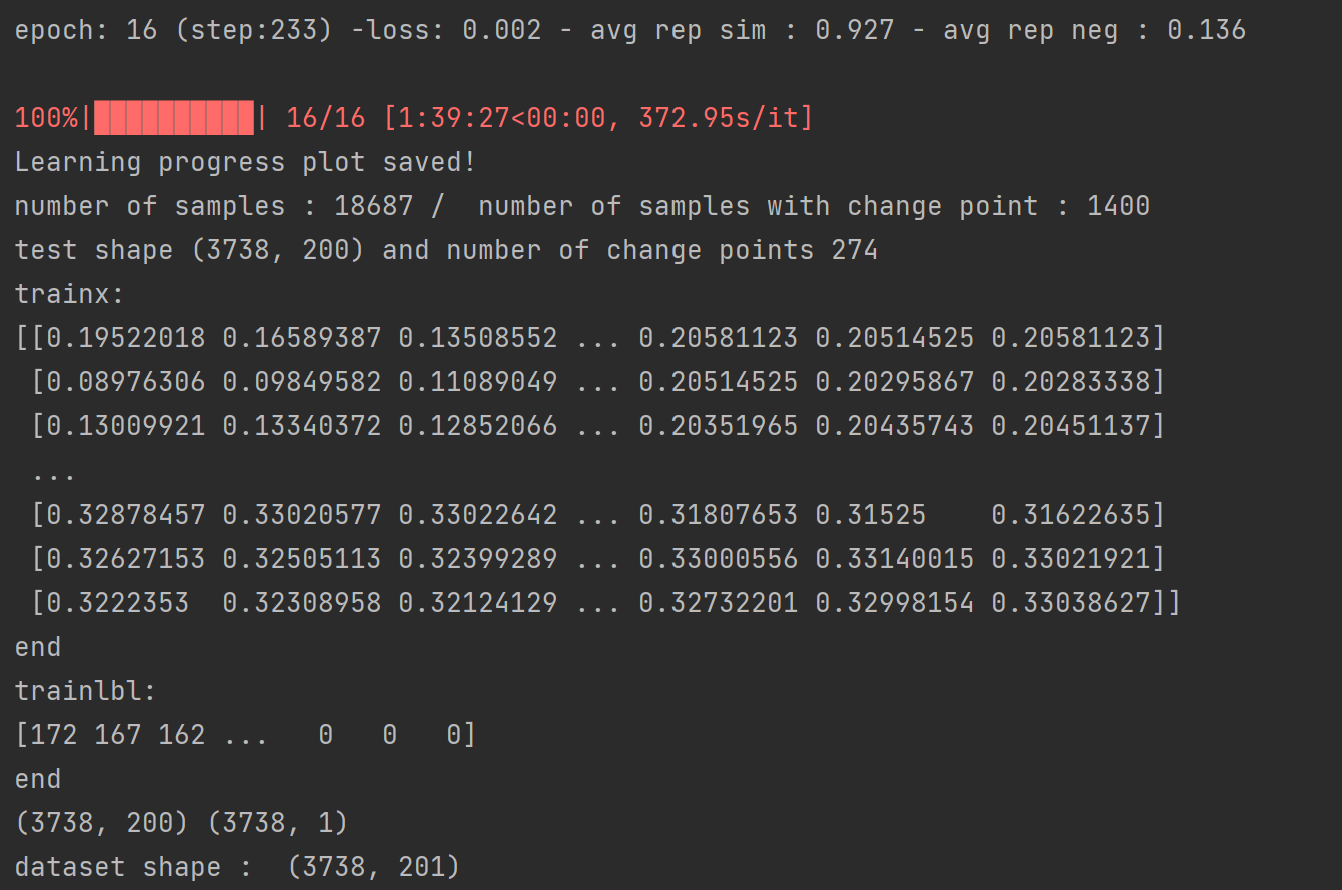 epoch: 16 (step:233) -loss: 0.002 - avg rep sim : 0.927 - avg rep neg : 0.136
100%|██████████| 16/16 [1:39:27<00:00, 372.95s/it]
Learning progress plot saved!
number of samples : 18687 /  number of samples with change point : 1400
test shape (3738, 200) and number of change points 274
trainx:
[[0.19522018 0.16589387 0.13508552 ... 0.20581123 0.20514525 0.20581123]
 [0.08976306 0.09849582 0.11089049 ... 0.20514525 0.20295867 0.20283338]
 [0.13009921 0.13340372 0.12852066 ... 0.20351965 0.20435743 0.20451137]
 ...
 [0.32878457 0.33020577 0.33022642 ... 0.31807653 0.31525    0.31622635]
 [0.32627153 0.32505113 0.32399289 ... 0.33000556 0.33140015 0.33021921]
 [0.3222353  0.32308958 0.32124129 ... 0.32732201 0.32998154 0.33038627]]
end
trainlbl:
[172 167 162 ...   0   0   0]
end
(3738, 200) (3738, 1)
dataset shape :  (3738, 201)